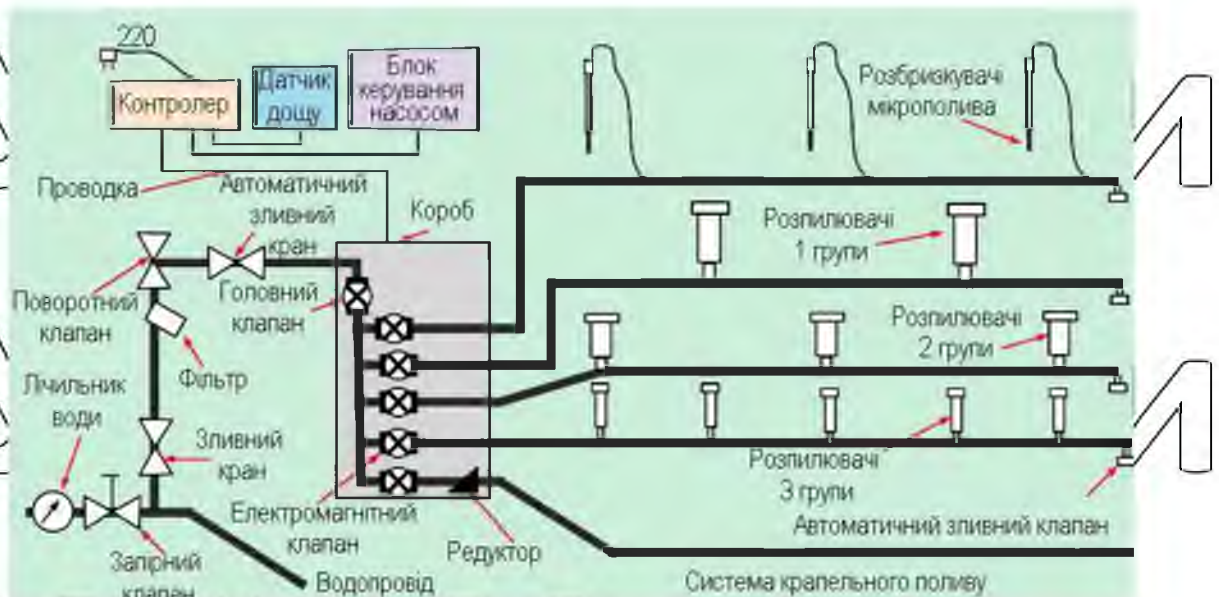 220
Контролер
Датчик
дощу
Блок
керування
насосом
Розбризкувачі
мікрополива
Проводка
Автоматичний
зливний
кран
Короб
Розпилювачі
1 групи
Поворотний
клапан
Головний
клапан
Розпилювачі
2 групи
Фільтр
Лічильник
води
Зливний
кран
Розпилювачі
3 групи
Електромагнітний
клапан
Редуктор
Автоматичний зливний клапан
Запірний
клапан
Водопровід
Система крапельного поливу